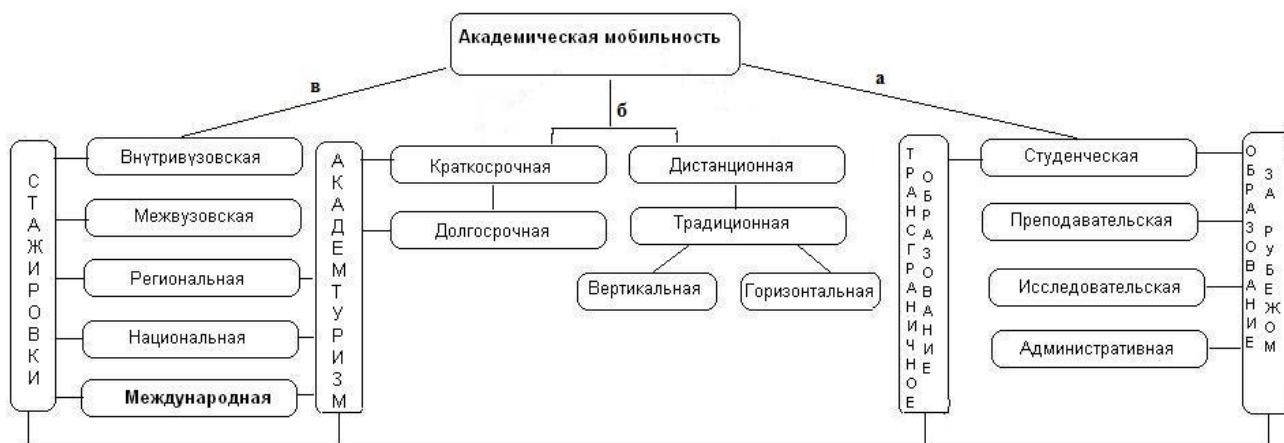 Академическая мобильность
в
б
а
СТАЖИРОВКИ
Внутривузовская
Межвузовская
Региональная
Национальная
Международная
АКАДЕМТУРИЗМ
Краткосрочная
Долгосрочная
Дистанционная
Традиционная
Вертикальная
Горизонтальная
ТРАНСГРАНИЧНОЕ
ОБРАЗОВАНИЕ
Студенческая
Преподавательская
Исследовательская
Административная
ОБРАЗОВАНИЕ
ЗА РУБЕЖОМ